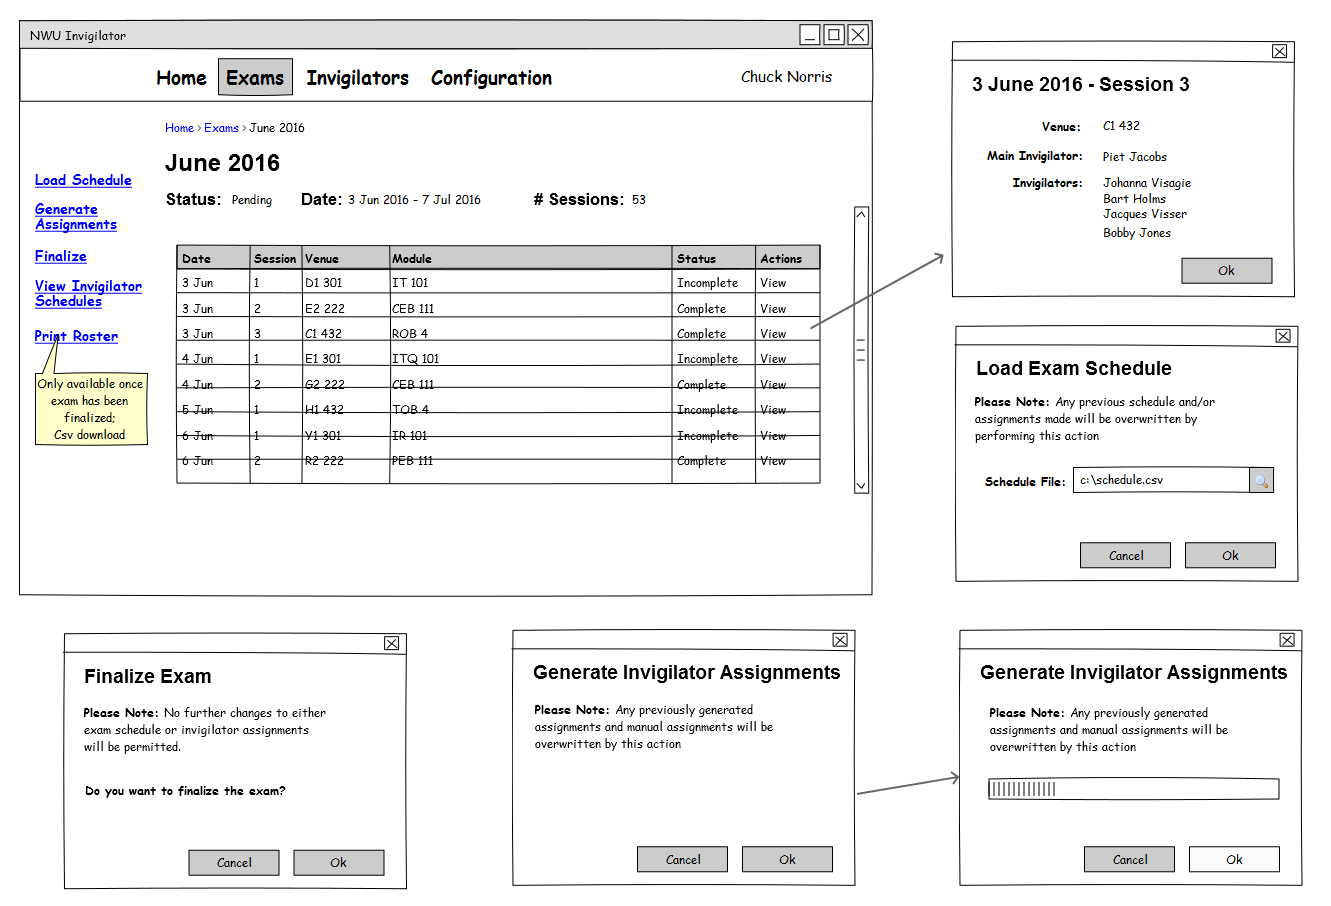 NWU Invigilator
Home Exams Invigilators Configuration Chuck Norris
Home > Exams > June 2016
June 2016
Status: Pending Date: 3 Jun 2016 - 7 Jul 2016 # Sessions: 53
Load Schedule
Generate
Assignments
Finalize
View Invigilator
Schedules
Print Roster
Only available once
exam has been
finalized;
Csv download
Date Session Venue Module Status Actions
3 Jun 1 D1 301 IT 101 Incomplete View
3 Jun 2 E2 222 CEB 111 Complete View
3 Jun 3 C1 432 ROB 4 Complete View
4 Jun 1 E1 301 ITQ 101 Incomplete View
4 Jun 2 G2 222 CEB 111 Complete View
5 Jun 1 H1 432 TOB 4 Incomplete View
6 Jun 1 Y1 301 IR 101 Incomplete View
6 Jun 2 R2 222 PEB 111 Complete View
3 June 2016 - Session 3
Venue: C1 432
Main Invigilator: Piet Jacobs
Invigilators: Johanna Visagie
Bart Holms
Jacques Visser
Bobby Jones
Ok
Load Exam Schedule
Please Note: Any previous schedule and/or
assignments made will be overwritten by
performing this action
Schedule File: c:\schedule.csv
Cancel Ok
Finalize Exam
Please Note: No further changes to either
exam schedule or invigilator assignments
will be permitted.
Do you want to finalize the exam?
Cancel Ok
Generate Invigilator Assignments
Please Note: Any previously generated
assignments and manual assignments will be
overwritten by this action
Cancel Ok
Generate Invigilator Assignments
Please Note: Any previously generated
assignments and manual assignments will be
overwritten by this action
Cancel Ok